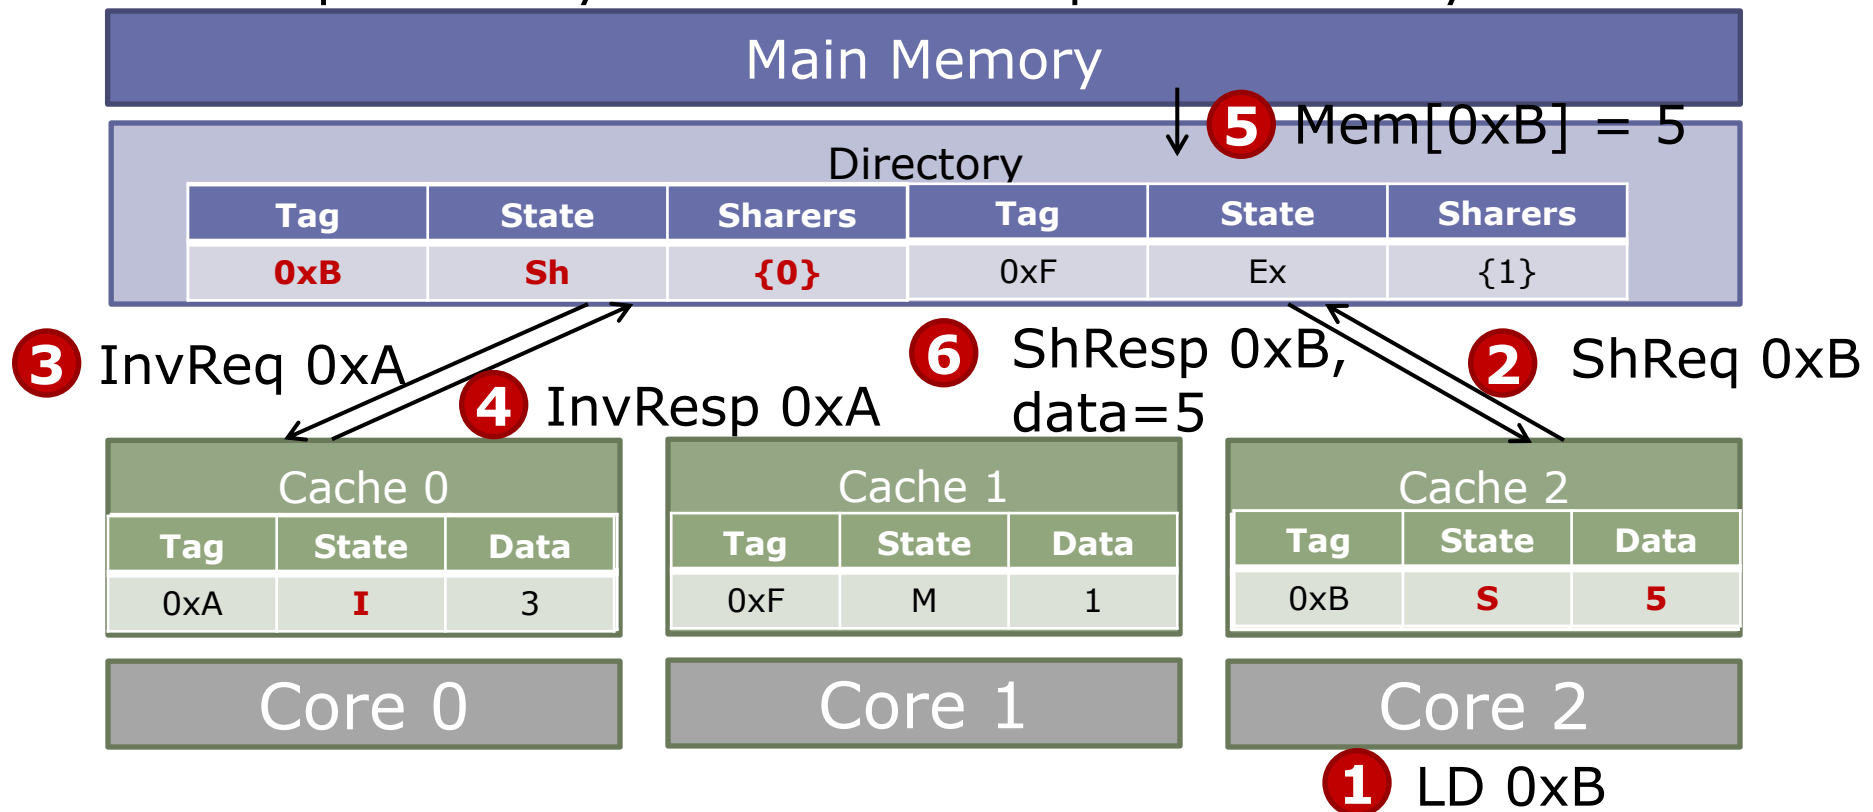 Main Memory
5 Mem[0xB] = 5
Directory
Tag State Sharers Tag State Sharers
0xB Sh {0} 0xF Ex {1}
3 InvReq 0xA
4 InvResp 0xA
6 ShResp 0xB,
data=5
2 ShReq 0xB
Cache 0
Tag State Data
0xA I 3
Cache 1
Tag State Data
0xF M 1
Cache 2
Tag State Data
0xB S 5
Core 0
Core 1
Core 2
1 LD 0xB